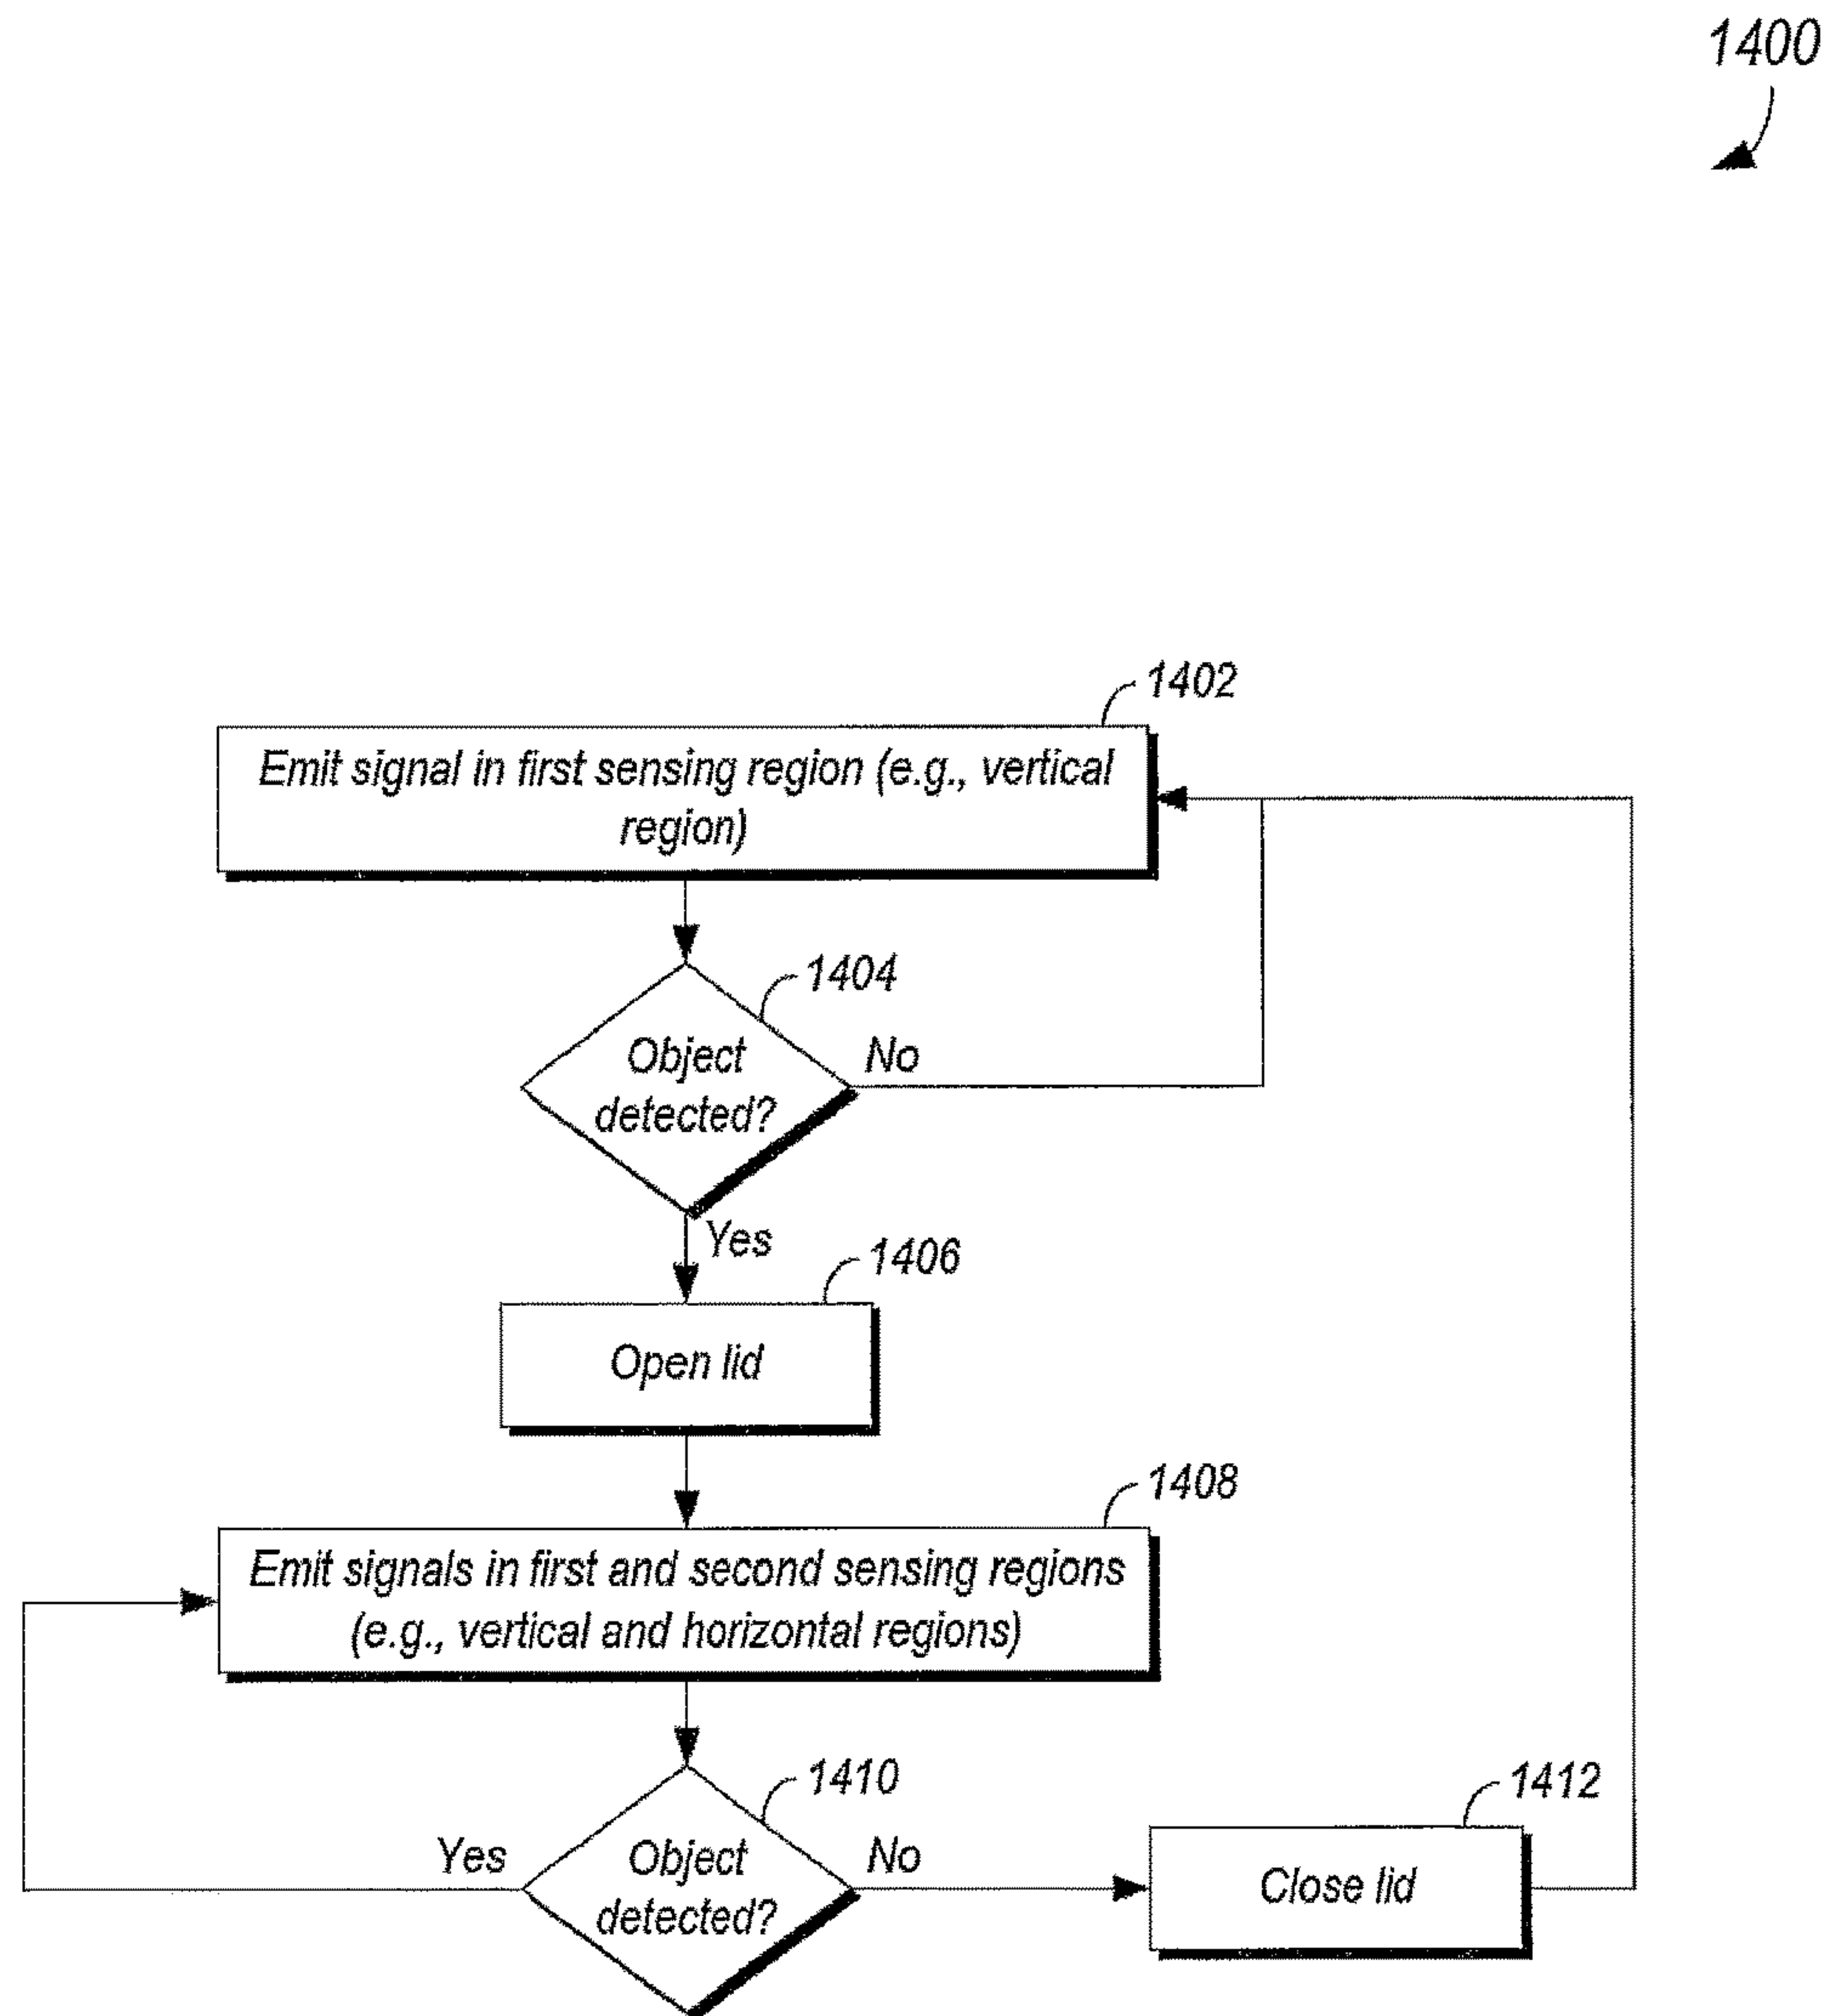 1400
1402
Emit signal in first sensing region (e.g., vertical
region)
1404
Object
detected?
No
Yes
1406
Open lid
1408
Emit signals in first and second sensing regions
(e.g., vertical and horizontal regions)
1410
Yes
Object
detected?
No
1412
Close lid